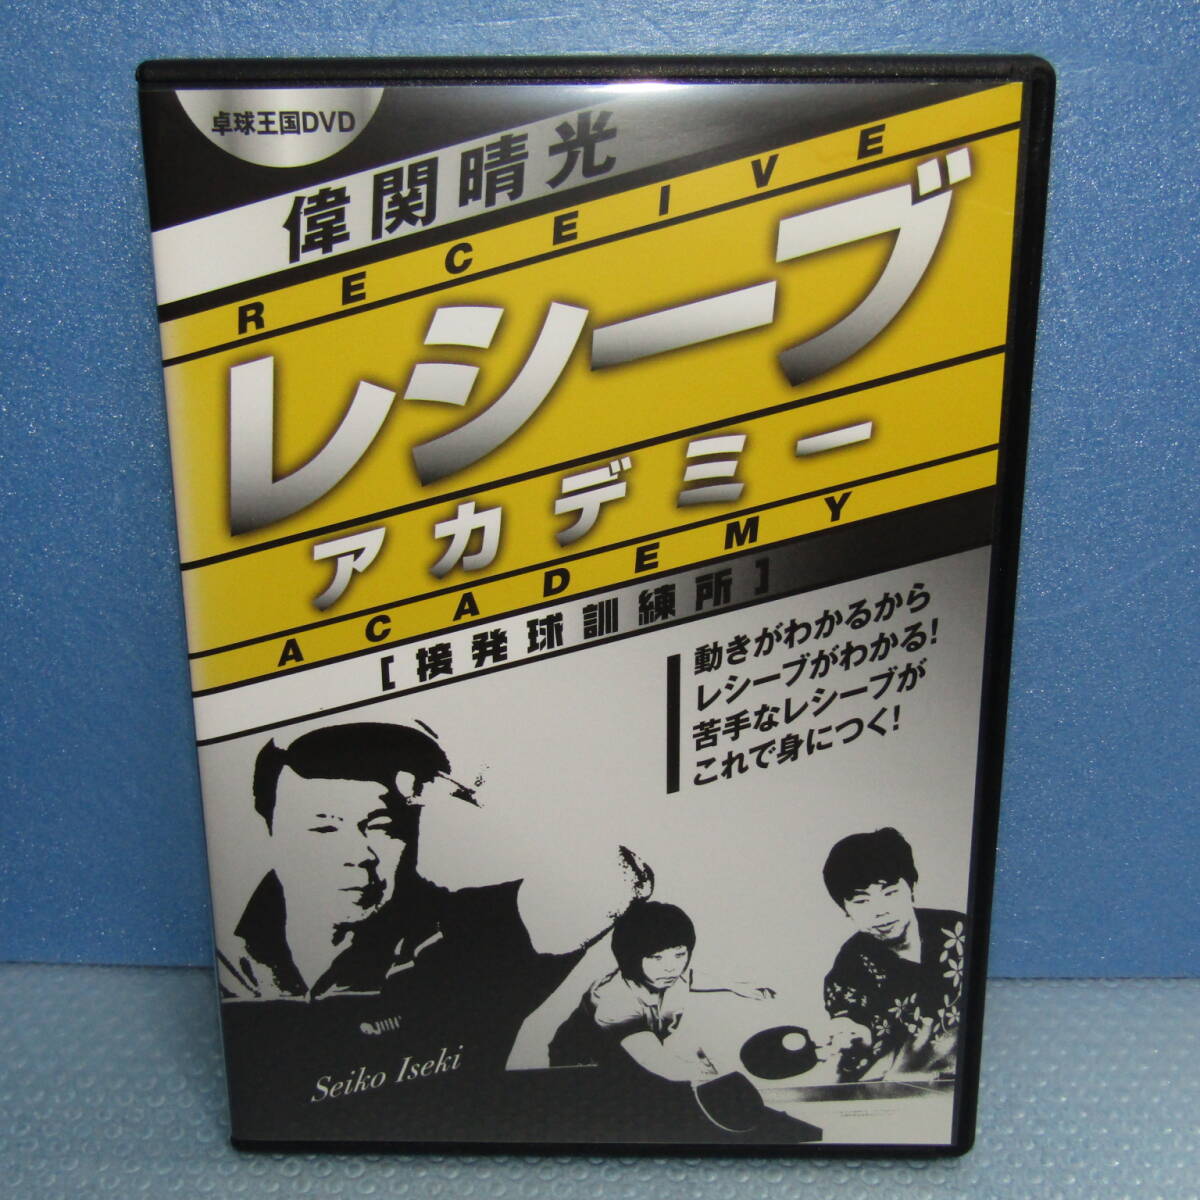 卓球王国DVD
偉関晴光
RECEIVE
レシーブ
アカデミー
ACADEMY
[接発球訓練所]
動きがわかるから
レシーブがわかる!
苦手なレシーブが
これで身につく!
Seiko Iseki